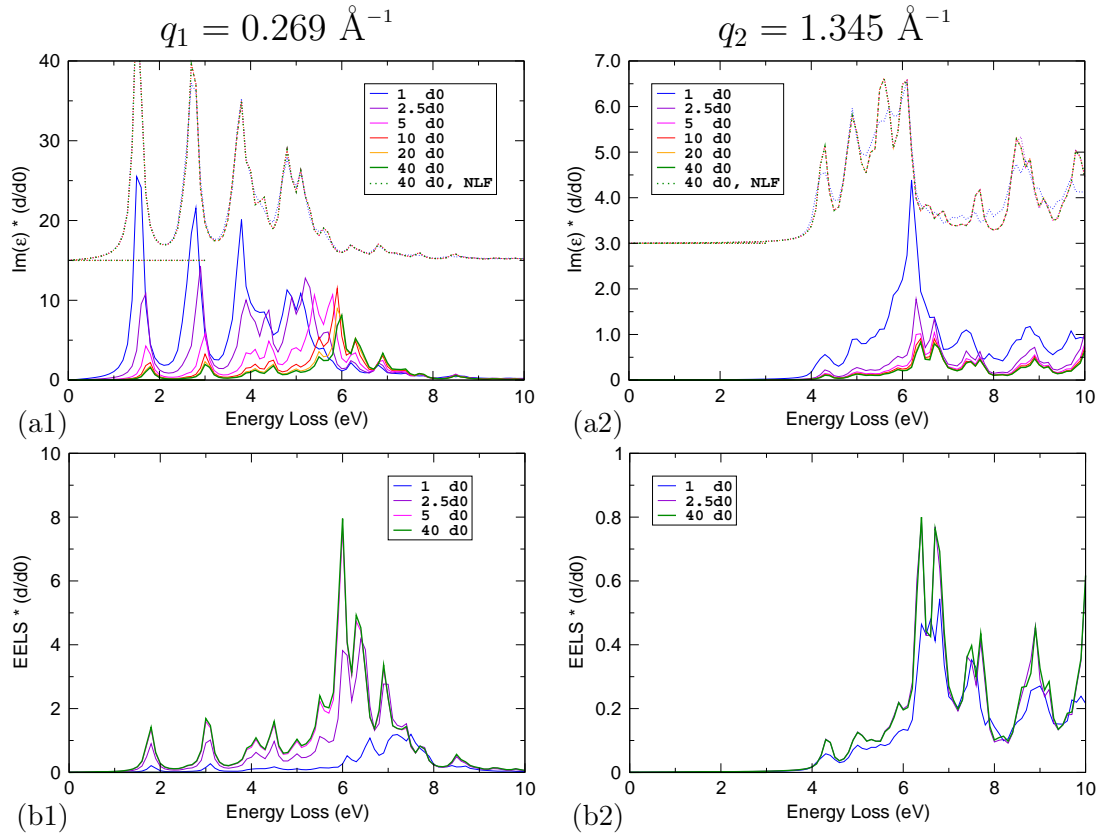 q₁ = 0.269 Å⁻¹
q₂ = 1.345 Å⁻¹
Im(ε) * (d/d0)
40
30
20
10
0
1 d0
2.5d0
5 d0
10 d0
20 d0
40 d0
40 d0, NLF
0 2 4 6 8 10
Energy Loss (eV)
(a1)
Im(ε) * (d/d0)
7.0
6.0
5.0
4.0
3.0
2.0
1.0
0
1 d0
2.5d0
5 d0
10 d0
20 d0
40 d0
40 d0, NLF
0 2 4 6 8 10
Energy Loss (eV)
(a2)
EELS * (d/d0)
10
8
6
4
2
0
1 d0
2.5d0
5 d0
40 d0
0 2 4 6 8 10
Energy Loss (eV)
(b1)
EELS * (d/d0)
1
0.8
0.6
0.4
0.2
0
1 d0
2.5d0
40 d0
0 2 4 6 8 10
Energy Loss (eV)
(b2)